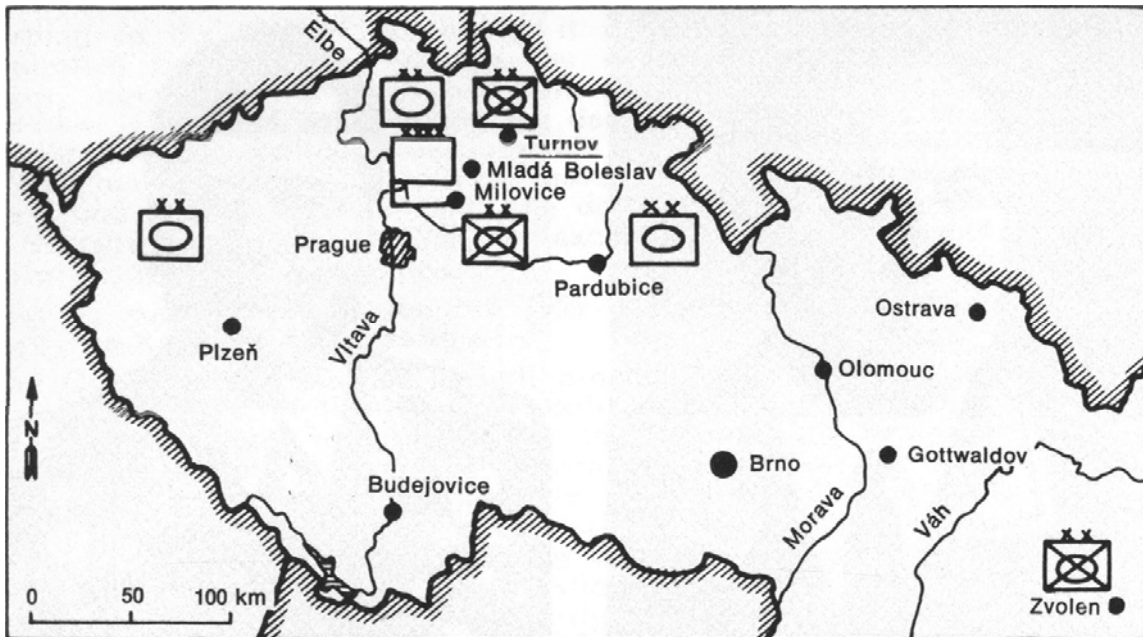 Elbe
Turnov
Mladá Boleslav
Milovice
Prague
Pardubice
Ostrava
Plzeň
Vltava
Olomouc
N
Brno
Gottwaldov
Budejovice
Morava
Váh
0 50 100 km
Zvolen